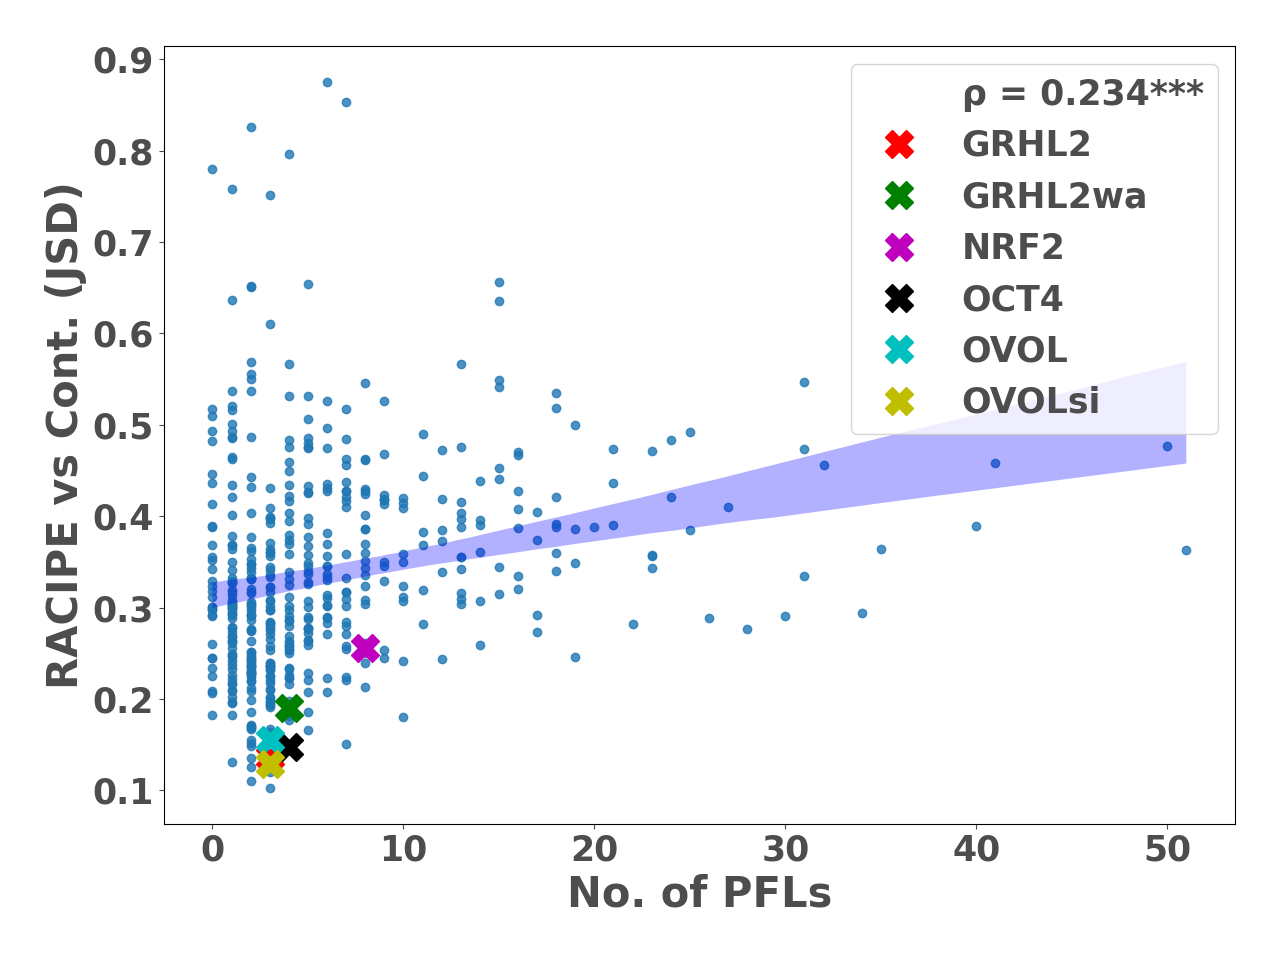 RACIPE vs Cont. (JSD)
0.9
0.8
0.7
0.6
0.5
0.4
0.3
0.2
0.1
ρ = 0.234***
GRHL2
GRHL2wa
NRF2
OCT4
OVOL
OVOLsi
0 10 20 30 40 50
No. of PFLs